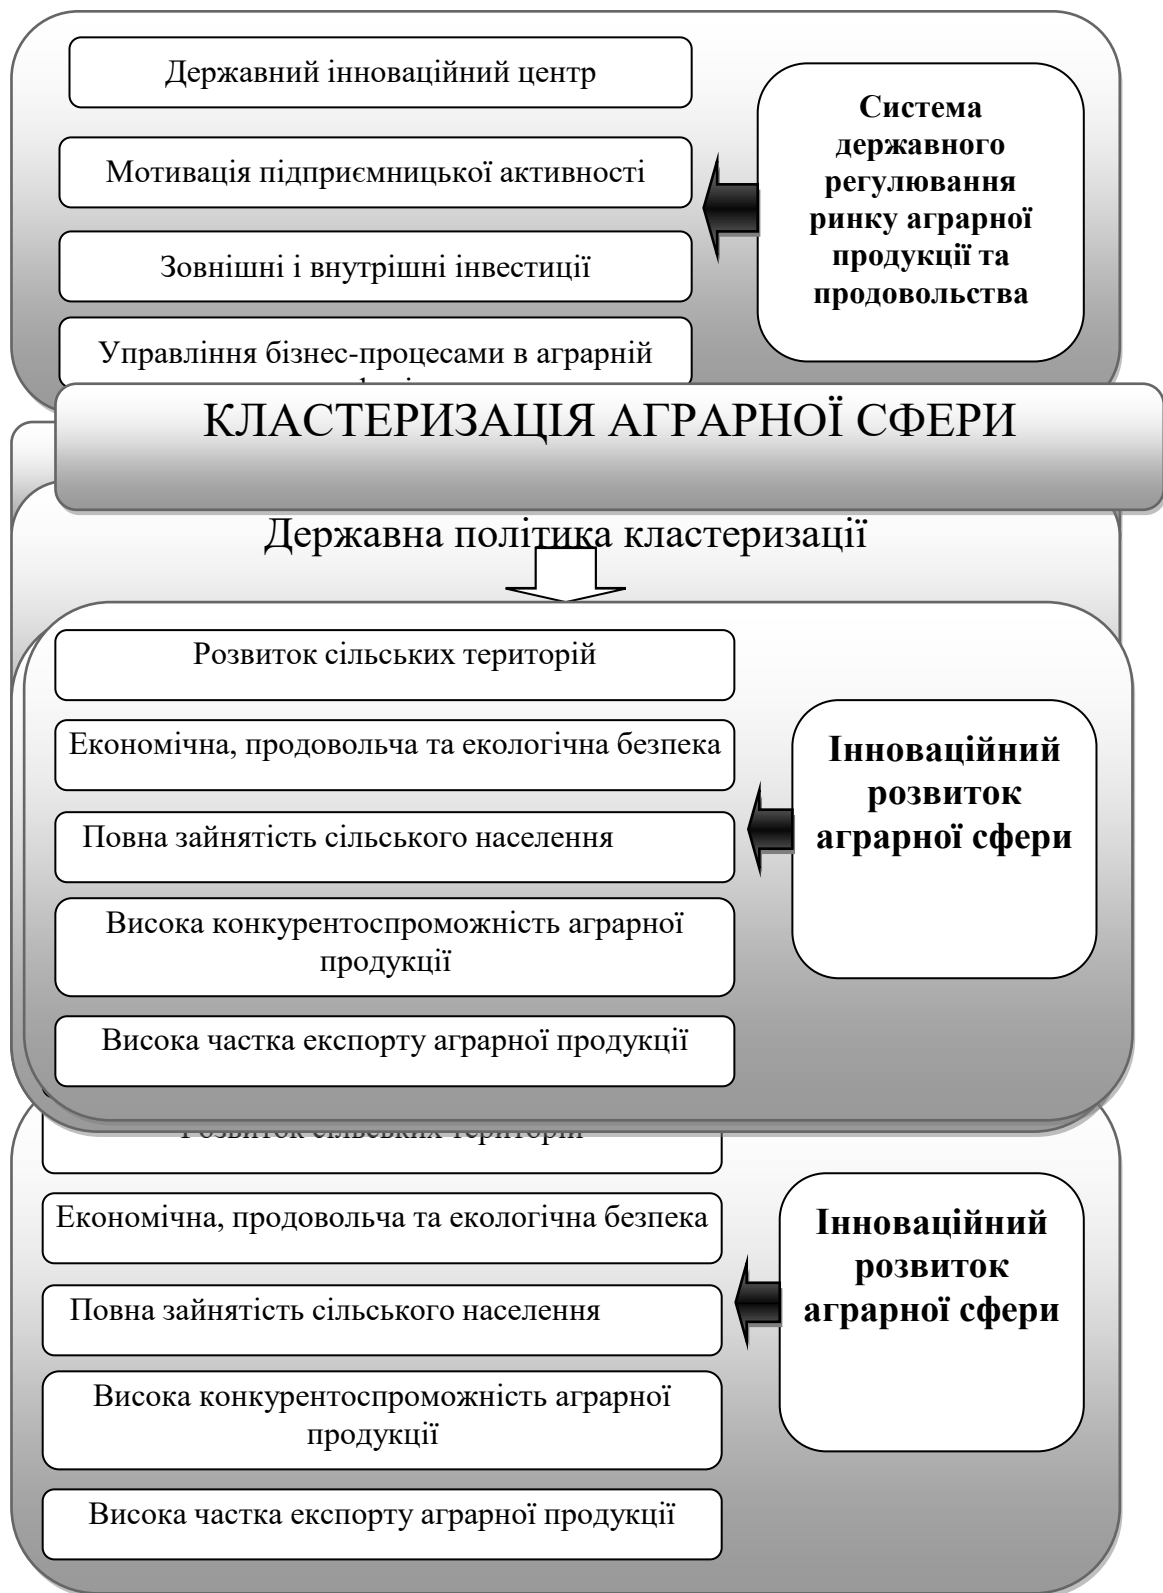 Державний інноваційний центр
Мотивація підприємницької активності
Зовнішні і внутрішні інвестиції
Управління бізнес-процесами в аграрній
Система
державного
регулювання
ринку аграрної
продукції та
продовольства
КЛАСТЕРИЗАЦІЯ АГРАРНОЇ СФЕРИ
Державна політика кластеризації
Розвиток сільських територій
Економічна, продовольча та екологічна безпека
Повна зайнятість сільського населення
Висока конкурентоспроможність аграрної
продукції
Висока частка експорту аграрної продукції
Інноваційний
розвиток
аграрної сфери
Розвиток сільських територій
Економічна, продовольча та екологічна безпека
Повна зайнятість сільського населення
Висока конкурентоспроможність аграрної
продукції
Висока частка експорту аграрної продукції
Інноваційний
розвиток
аграрної сфери